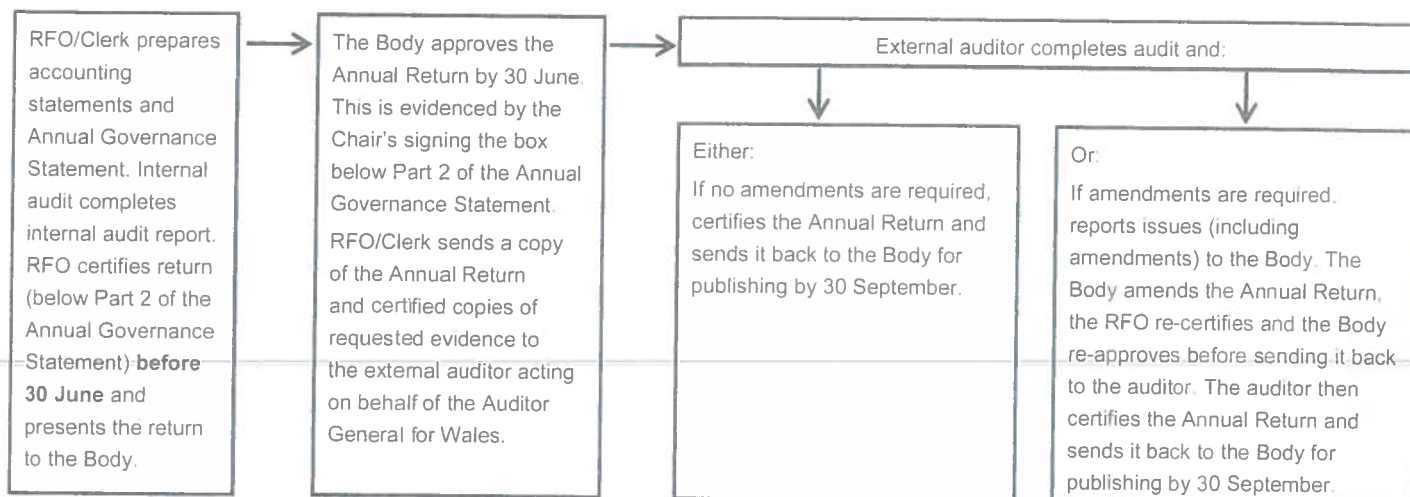 RFO/Clerk prepares
accounting
statements and
Annual Governance
Statement. Internal
audit completes
internal audit report.
RFO certifies return
(below Part 2 of the
Annual Governance
Statement) before
30 June and
presents the return
to the Body.
The Body approves the
Annual Return by 30 June.
This is evidenced by the
Chair's signing the box
below Part 2 of the Annual
Governance Statement.
RFO/Clerk sends a copy
of the Annual Return
and certified copies of
requested evidence to
the external auditor acting
on behalf of the Auditor
General for Wales.
External auditor completes audit and:
Either:
If no amendments are required,
certifies the Annual Return and
sends it back to the Body for
publishing by 30 September.
Or:
If amendments are required,
reports issues (including
amendments) to the Body. The
Body amends the Annual Return,
the RFO re-certifies and the Body
re-approves before sending it back
to the auditor. The auditor then
certifies the Annual Return and
sends it back to the Body for
publishing by 30 September.